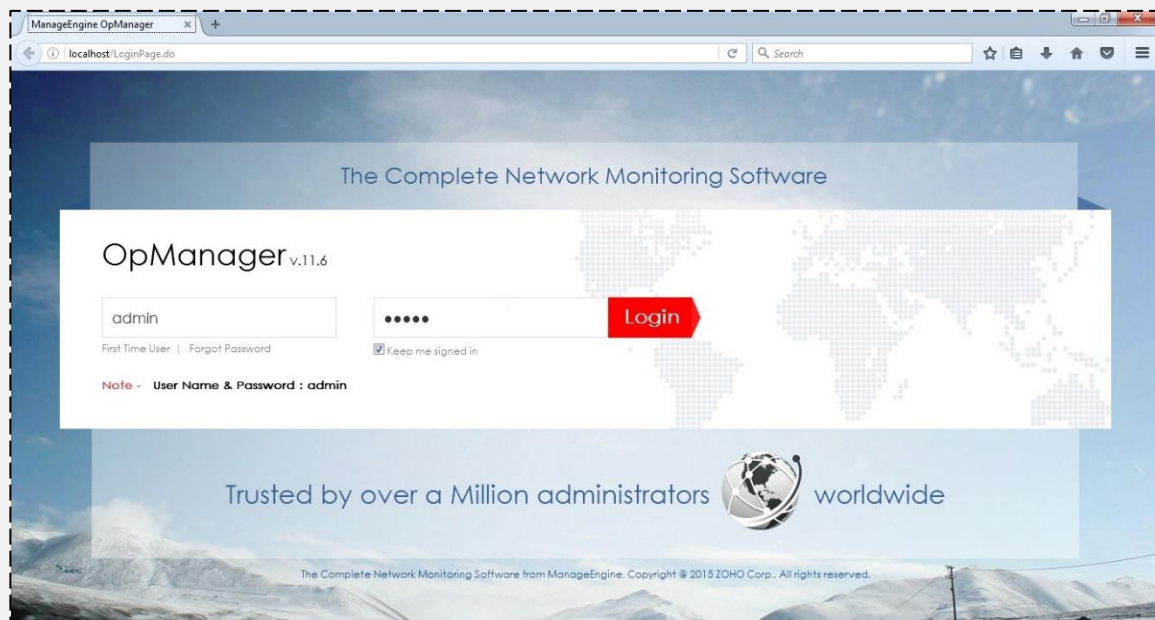 ManageEngine OpManager
localhost/LoginPage.do
Search
The Complete Network Monitoring Software
OpManager v.11.6
admin
Login
First Time User | Forgot Password
Keep me signed in
Note - User Name & Password : admin
Trusted by over a Million administrators worldwide
The Complete Network Monitoring Software from ManageEngine. Copyright @ 2015 ZOHO Corp., All rights reserved.